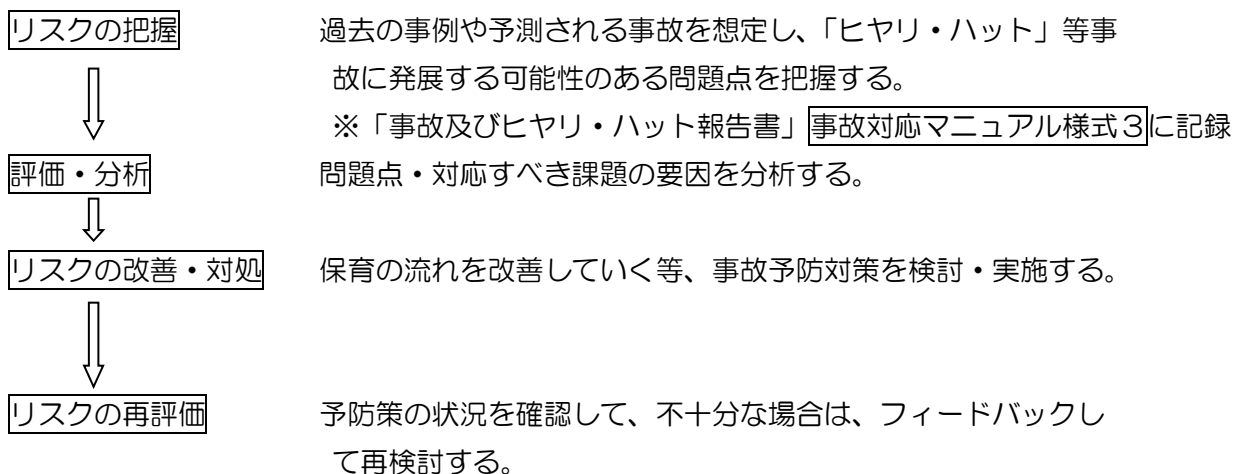 リスクの把握 過去の事例や予測される事故を想定し、「ヒヤリ・ハット」等事
故に発展する可能性のある問題点を把握する。
※「事故及びヒヤリ・ハット報告書」事故対応マニュアル様式３に記録
評価・分析 問題点・対応すべき課題の要因を分析する。
リスクの改善・対処 保育の流れを改善していく等、事故予防対策を検討・実施する。
リスクの再評価 予防策の状況を確認して、不十分な場合は、フィードバックし
て再検討する。